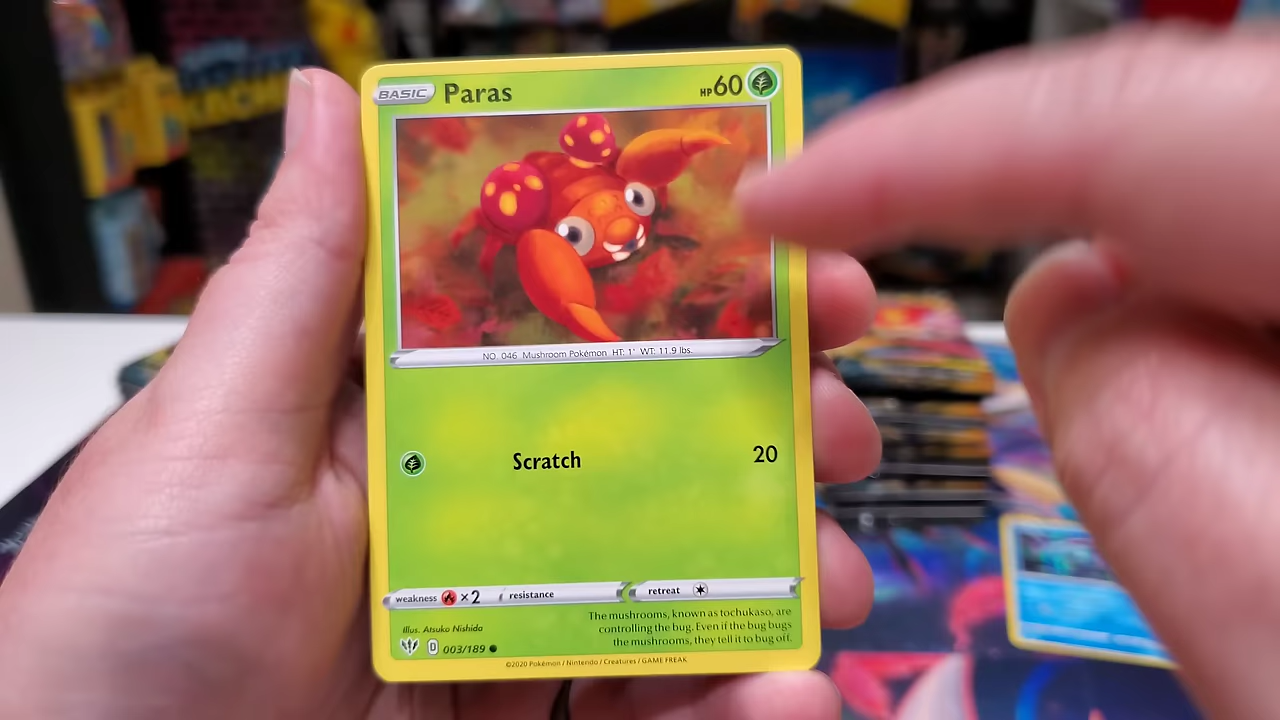 BASIC Paras HP 60
NO. 046 Mushroom Pokémon HT: 1' WT: 11.9 lbs.
Scratch 20
weakness ×2 resistance retreat
The mushrooms, known as tochukaso, are
controlling the bug. Even if the bug bugs
the mushrooms, they tell it to bug off.
Illus. Atsuko Nishida
D 003/189
©2020 Pokémon / Nintendo / Creatures / GAME FREAK